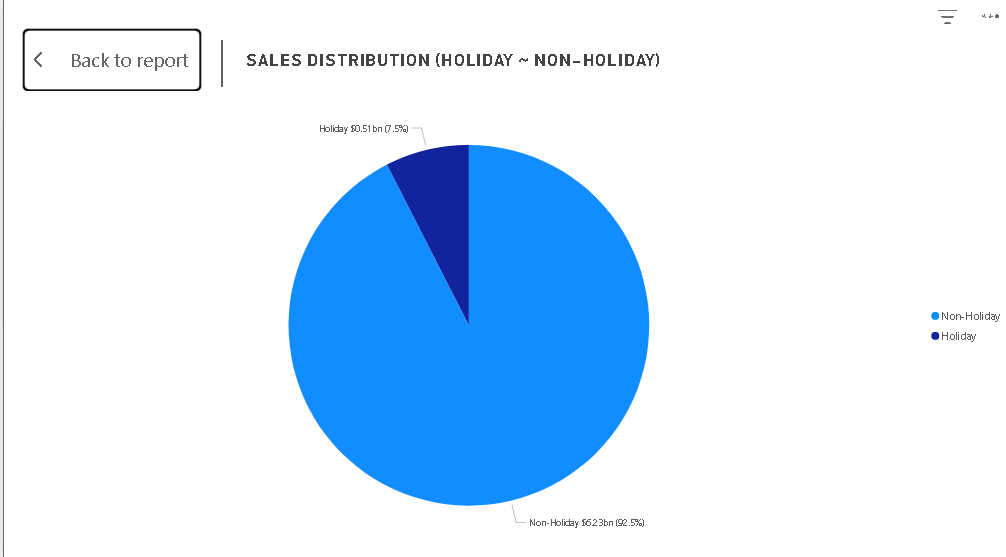 Back to report
SALES DISTRIBUTION (HOLIDAY ~ NON-HOLIDAY)
Holiday $0.51bn (7.5%)
Non-Holiday
Holiday
Non-Holiday $6.23bn (92.5%)